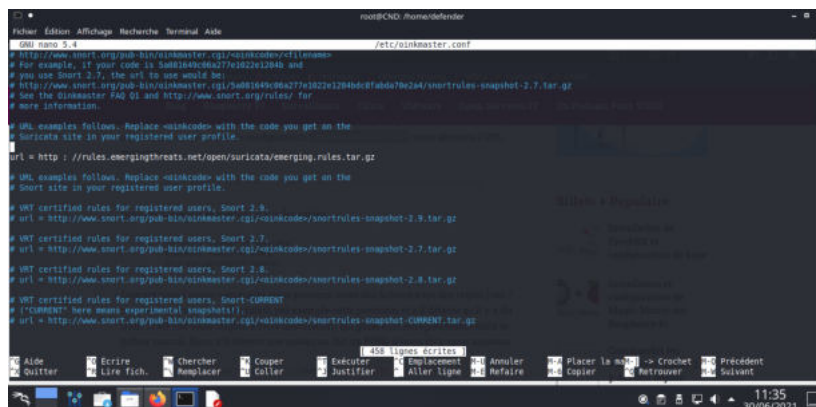 root@CND: /home/defender
Fichier Édition Affichage Recherche Terminal Aide
GNU nano 5.4 /etc/oinkmaster.conf
# http://www.snort.org/pub-bin/oinkmaster.cgi/<oinkcode>/<filename>
# For example, if your code is 5a081649c06a277e1022e1284b and
# you use Snort 2.7, the url to use would be:
# http://www.snort.org/pub-bin/oinkmaster.cgi/5a081649c06a277e1022e1284bdc8fabda70e2a4/snortrules-snapshot-2.7.tar.gz
# See the Oinkmaster FAQ Q1 and http://www.snort.org/rules/ for
# more information.
# URL examples follows. Replace <oinkcode> with the code you get on the
# Suricata site in your registered user profile.
url = http : //rules.emergingthreats.net/open/suricata/emerging.rules.tar.gz
# URL examples follows. Replace <oinkcode> with the code you get on the
# Snort site in your registered user profile.
# VRT certified rules for registered users, Snort 2.9.
# url = http://www.snort.org/pub-bin/oinkmaster.cgi/<oinkcode>/snortrules-snapshot-2.9.tar.gz
# VRT certified rules for registered users, Snort 2.7.
# url = http://www.snort.org/pub-bin/oinkmaster.cgi/<oinkcode>/snortrules-snapshot-2.7.tar.gz
# VRT certified rules for registered users, Snort 2.8.
# url = http://www.snort.org/pub-bin/oinkmaster.cgi/<oinkcode>/snortrules-snapshot-2.8.tar.gz
# VRT certified rules for registered users, Snort-CURRENT
# ("CURRENT" here means experimental snapshots!).
# url = http://www.snort.org/pub-bin/oinkmaster.cgi/<oinkcode>/snortrules-snapshot-CURRENT.tar.gz
[ 458 lignes écrites ]
^G Aide ^O Écrire ^W Chercher ^K Couper ^T Exécuter ^C Emplacement M-U Annuler M-A Placer la ma M-] -> Crochet M-Q Précédent
^X Quitter ^R Lire fich. ^\ Remplacer ^U Coller ^J Justifier ^_ Aller ligne M-E Refaire M-6 Copier ^Q Retrouver M-W Suivant
11:35
30/06/2021